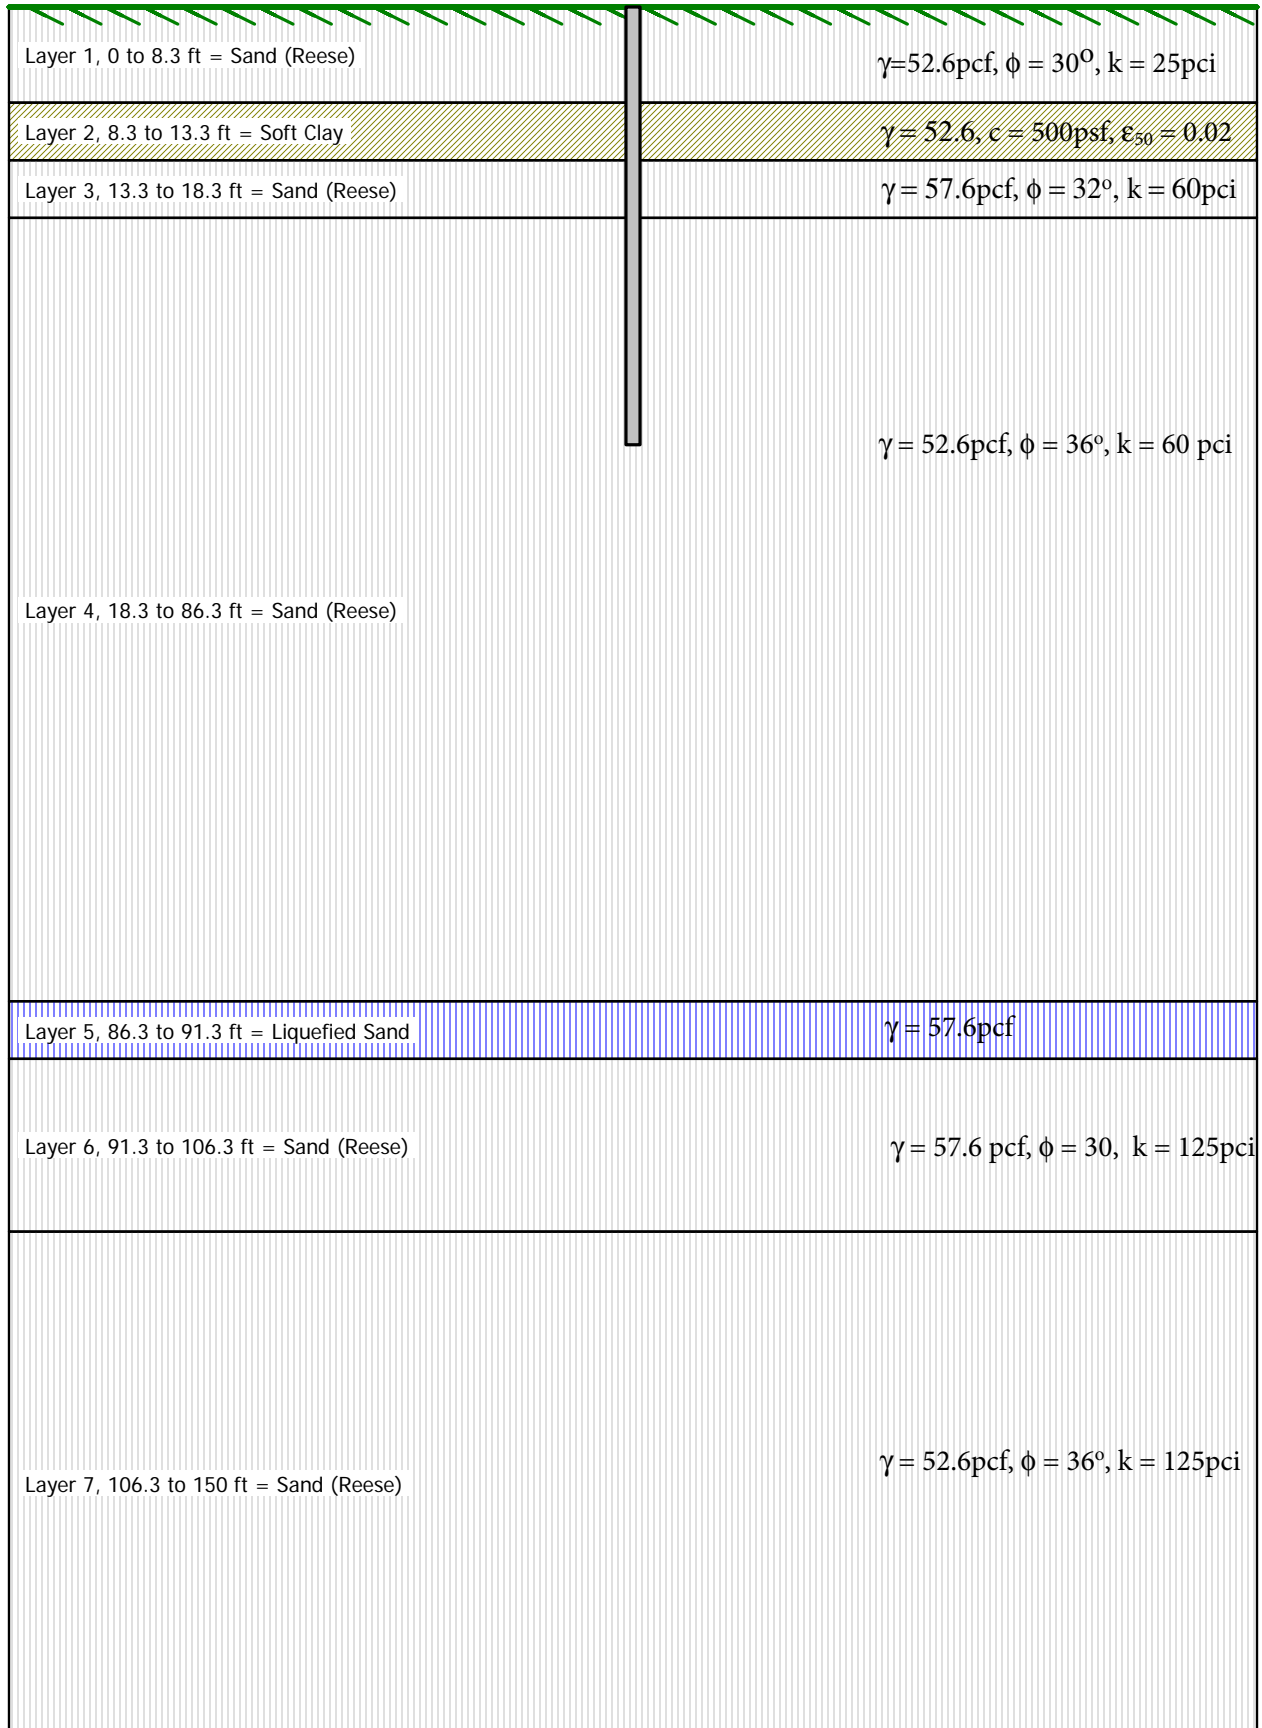 Layer 1, 0 to 8.3 ft = Sand (Reese)
γ=52.6pcf, ϕ = 30⁰, k = 25pci
Layer 2, 8.3 to 13.3 ft = Soft Clay
γ = 52.6, c = 500psf, ε₅₀ = 0.02
Layer 3, 13.3 to 18.3 ft = Sand (Reese)
γ = 57.6pcf, ϕ = 32º, k = 60pci
γ = 52.6pcf, ϕ = 36º, k = 60 pci
Layer 4, 18.3 to 86.3 ft = Sand (Reese)
Layer 5, 86.3 to 91.3 ft = Liquefied Sand
γ = 57.6pcf
Layer 6, 91.3 to 106.3 ft = Sand (Reese)
γ = 57.6 pcf, ϕ = 30, k = 125pci
γ = 52.6pcf, ϕ = 36º, k = 125pci
Layer 7, 106.3 to 150 ft = Sand (Reese)